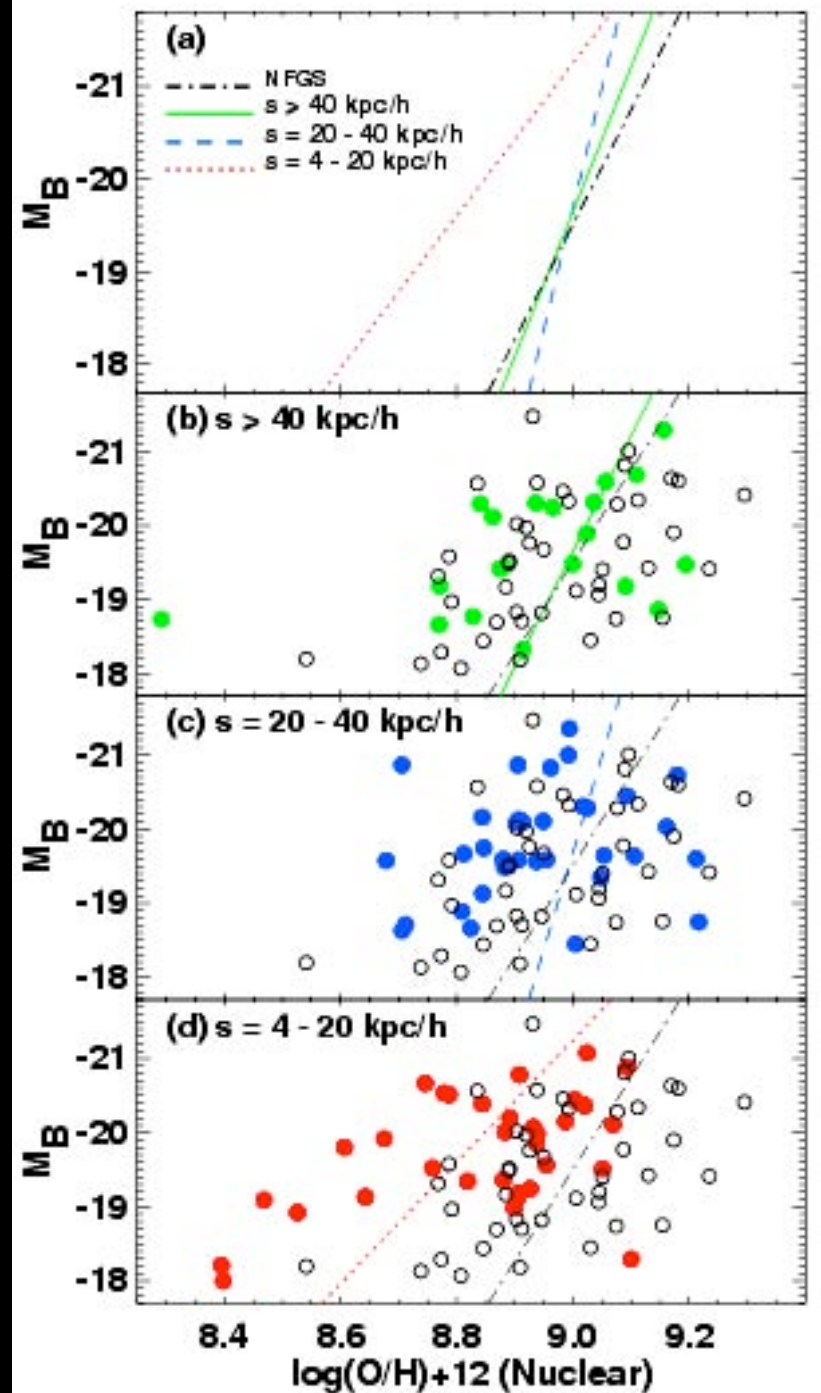 (a)
NFGS
s > 40 kpc/h
s = 20 - 40 kpc/h
s = 4 - 20 kpc/h
-21
-20
-19
-18
MB
(b) s > 40 kpc/h
-21
-20
-19
-18
MB
(c) s = 20 - 40 kpc/h
-21
-20
-19
-18
MB
(d) s = 4 - 20 kpc/h
-21
-20
-19
-18
MB
8.4 8.6 8.8 9.0 9.2
log(O/H)+12 (Nuclear)